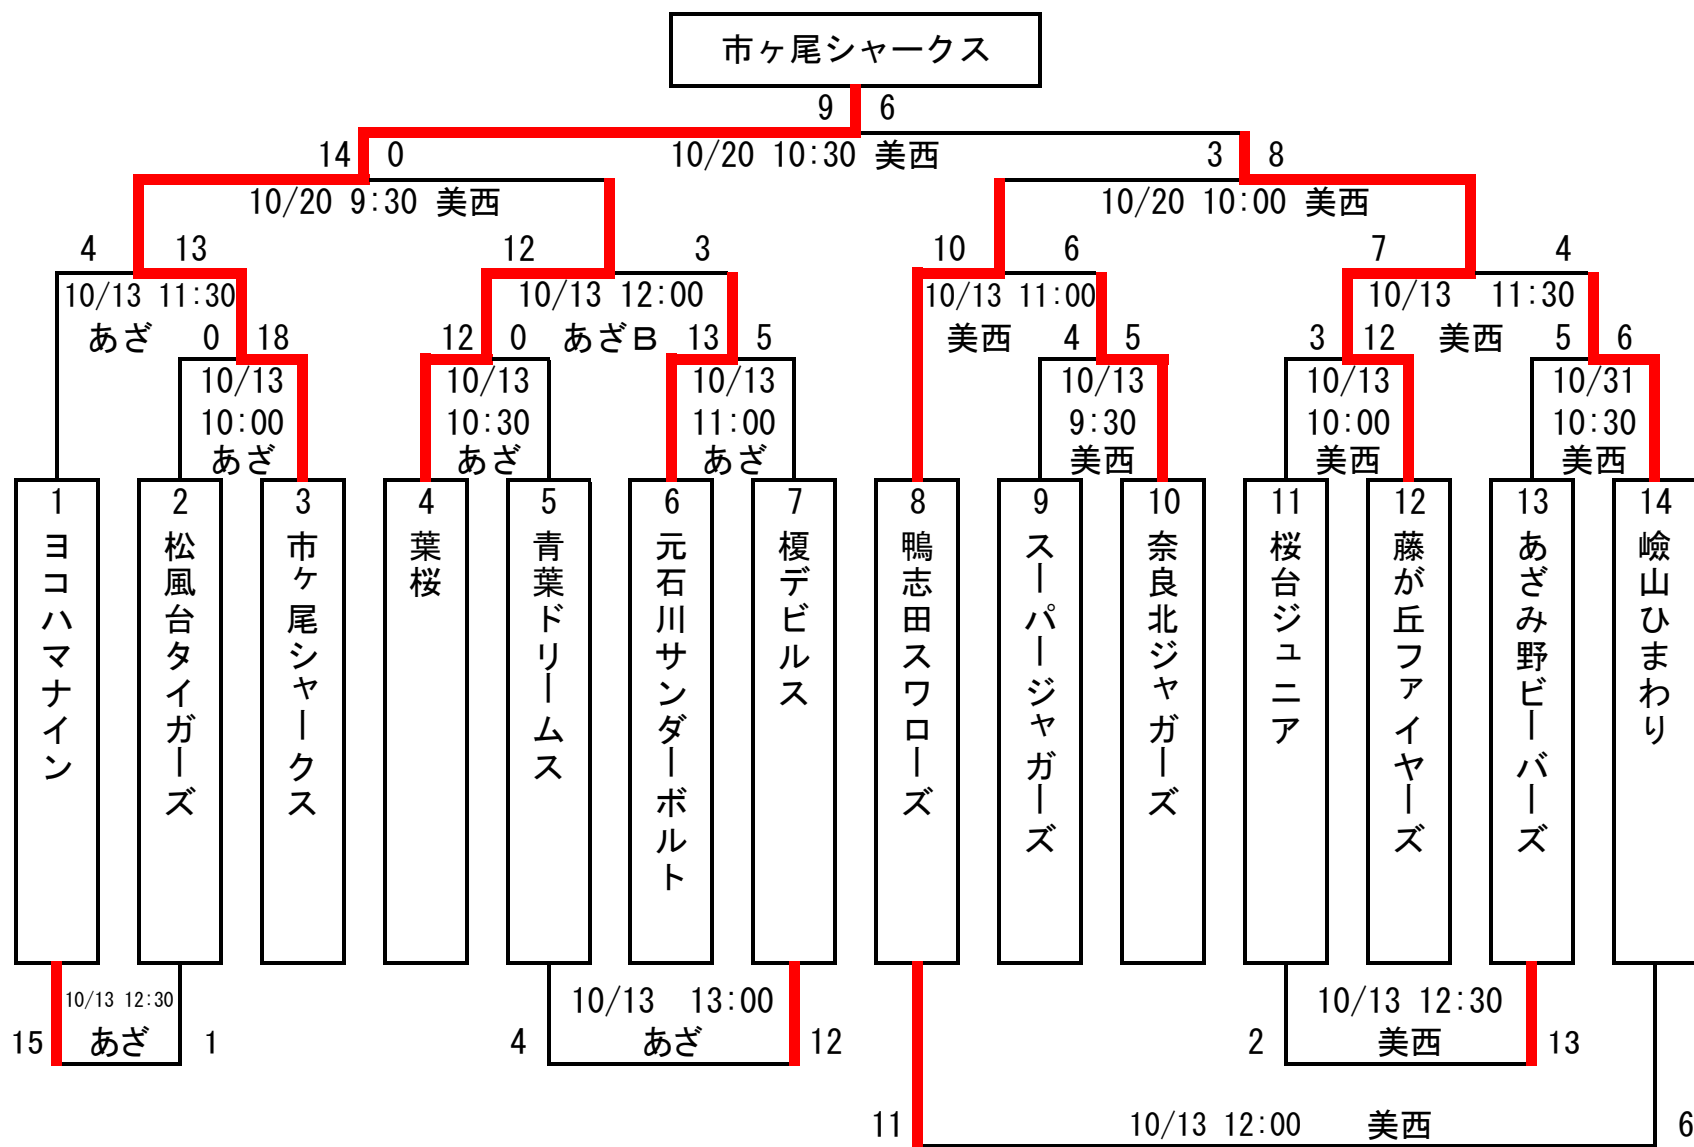 市ヶ尾シャークス
9 6
14 0 10/20 10:30 美西 3 8
10/20 9:30 美西 10/20 10:00 美西
4 13 12 3 10 6 7 4
10/13 11:30 10/13 12:00 10/13 11:00 10/13 11:30
あざ 0 18 12 0 あざB 13 5 美西 4 5 3 12 美西 5 6
10/13 10/13 10/13 10/13 10/13 10/31
10:00 10:30 11:00 9:30 10:00 10:30
あざ あざ あざ 美西 美西 美西
1 2 3 4 5 6 7 8 9 10 11 12 13 14
ヨコハマナイン
松風台タイガーズ
市ヶ尾シャークス
葉桜
青葉ドリームス
元石川サンダーボルト
榎デビルス
鴨志田スワローズ
スーパージャガーズ
奈良北ジャガーズ
桜台ジュニア
藤が丘ファイヤーズ
あざみ野ビーバーズ
嶮山ひまわり
10/13 12:30 10/13 13:00 10/13 12:30
15 あざ 1 4 あざ 12 2 美西 13
11 10/13 12:00 美西 6